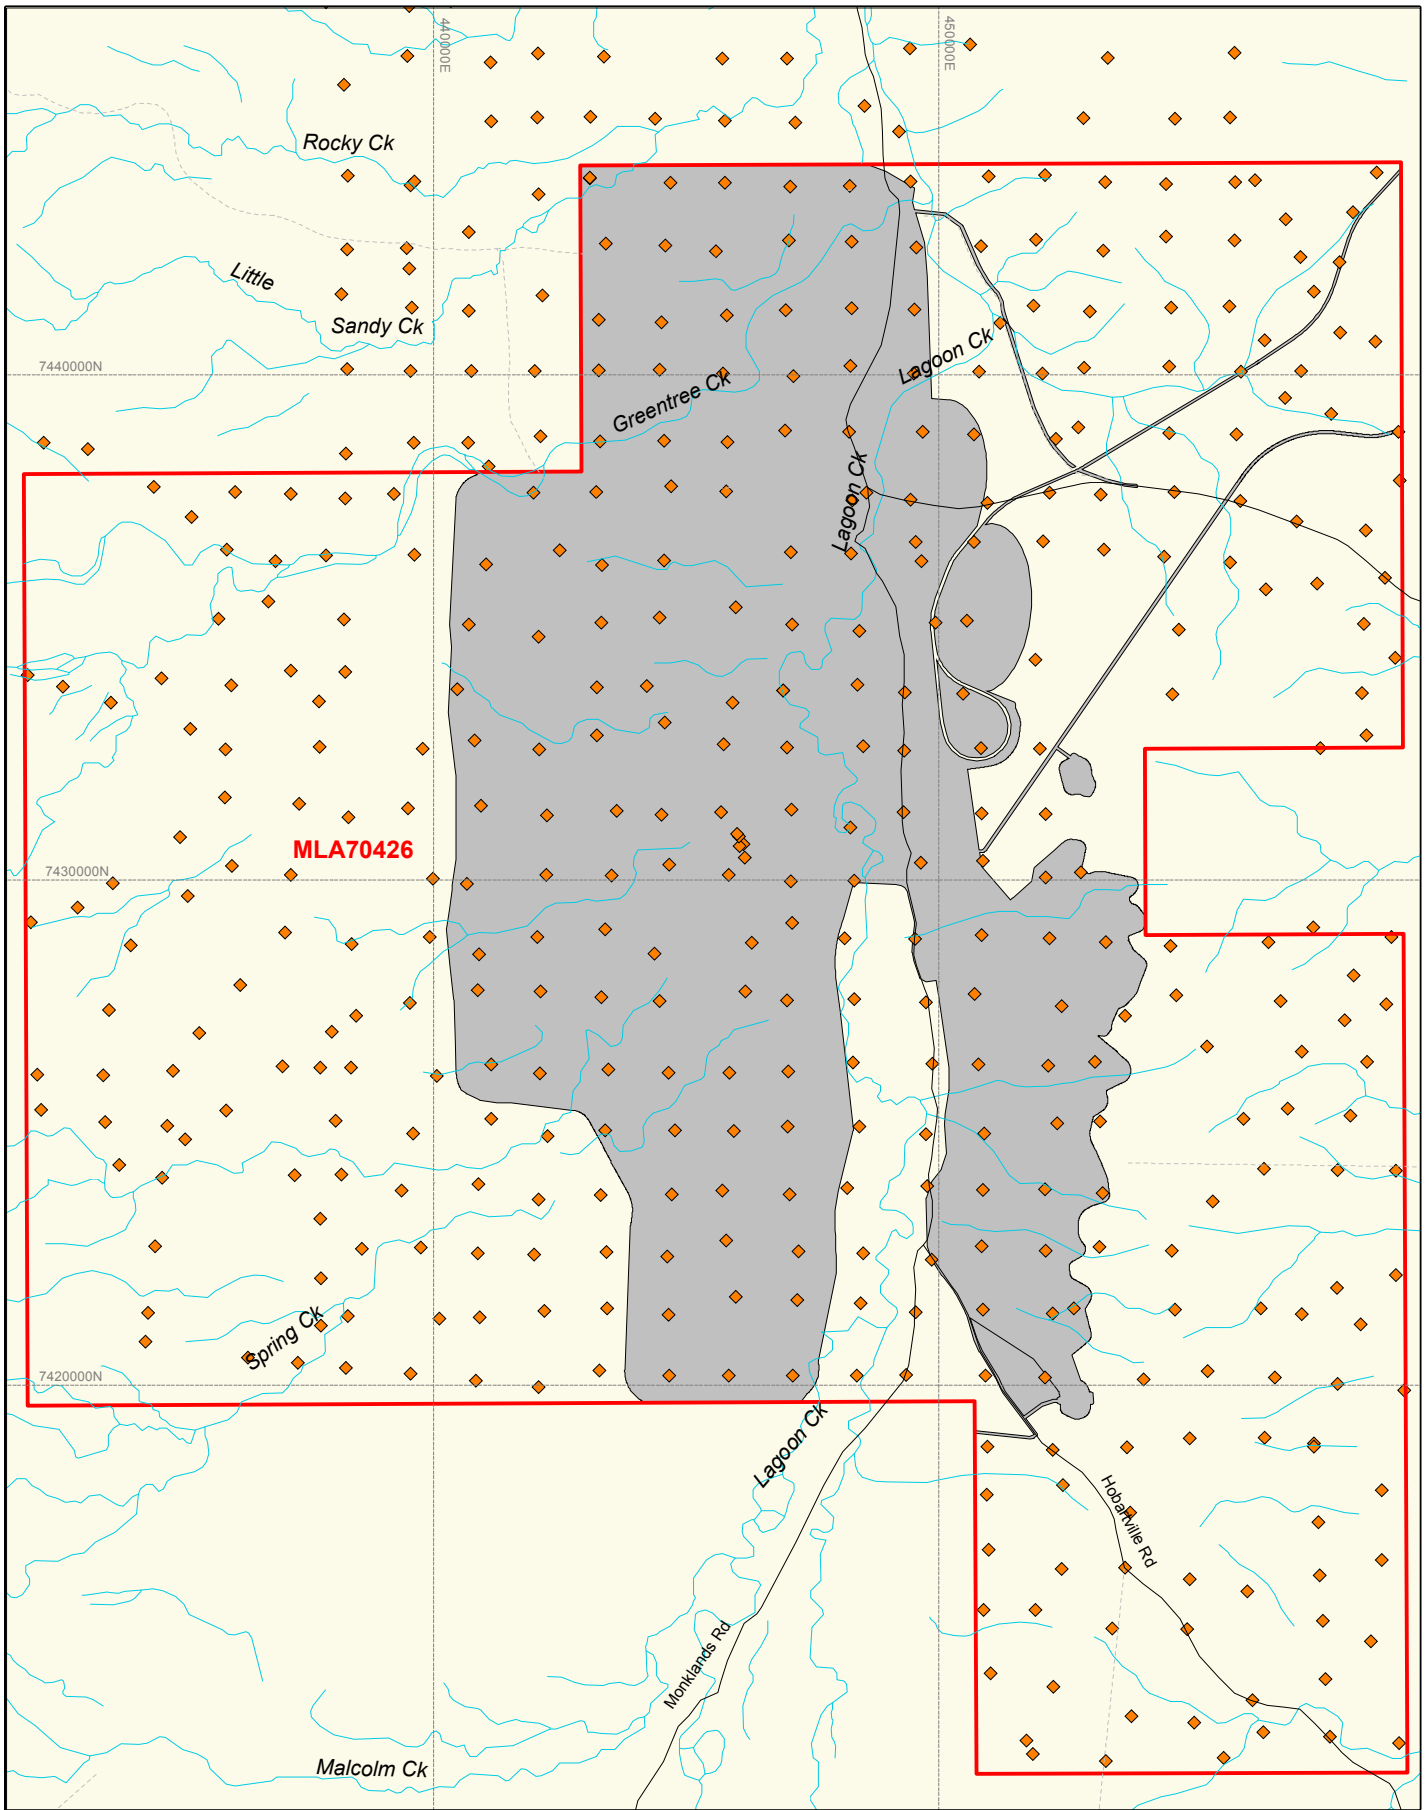 440000E
450000E
Rocky Ck
Little
Sandy Ck
7440000N
Lagoon Ck
Greentree Ck
Lagoon Ck
MLA70426
7430000N
Spring Ck
7420000N
Lagoon Ck
Hobartville Rd
Monklands Rd
Malcolm Ck